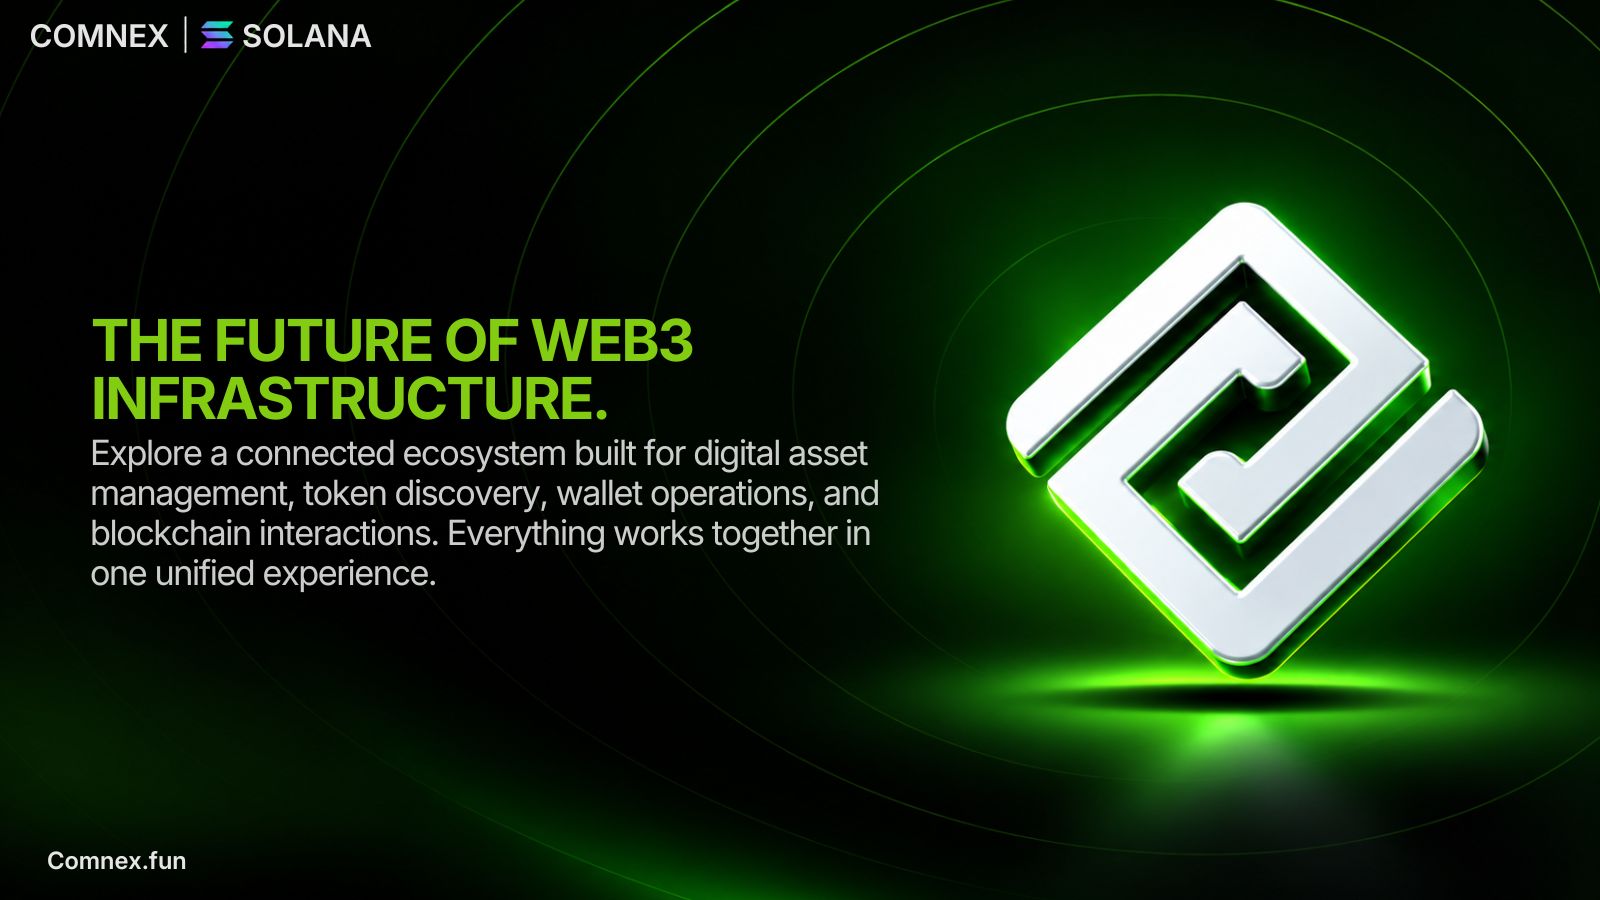 COMNEX | SOLANA
THE FUTURE OF WEB3
INFRASTRUCTURE.
Explore a connected ecosystem built for digital asset
management, token discovery, wallet operations, and
blockchain interactions. Everything works together in
one unified experience.
Comnex.fun